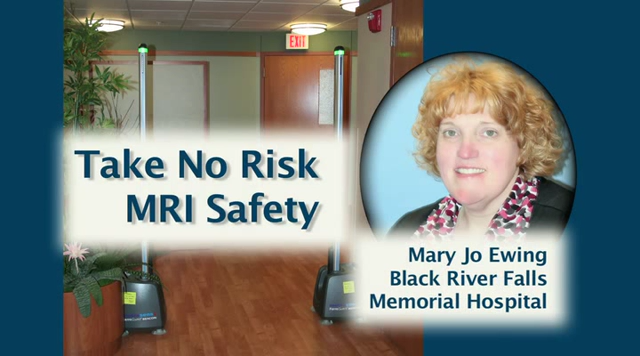 EXIT
Take No Risk
MRI Safety
Mary Jo Ewing
Black River Falls
Memorial Hospital